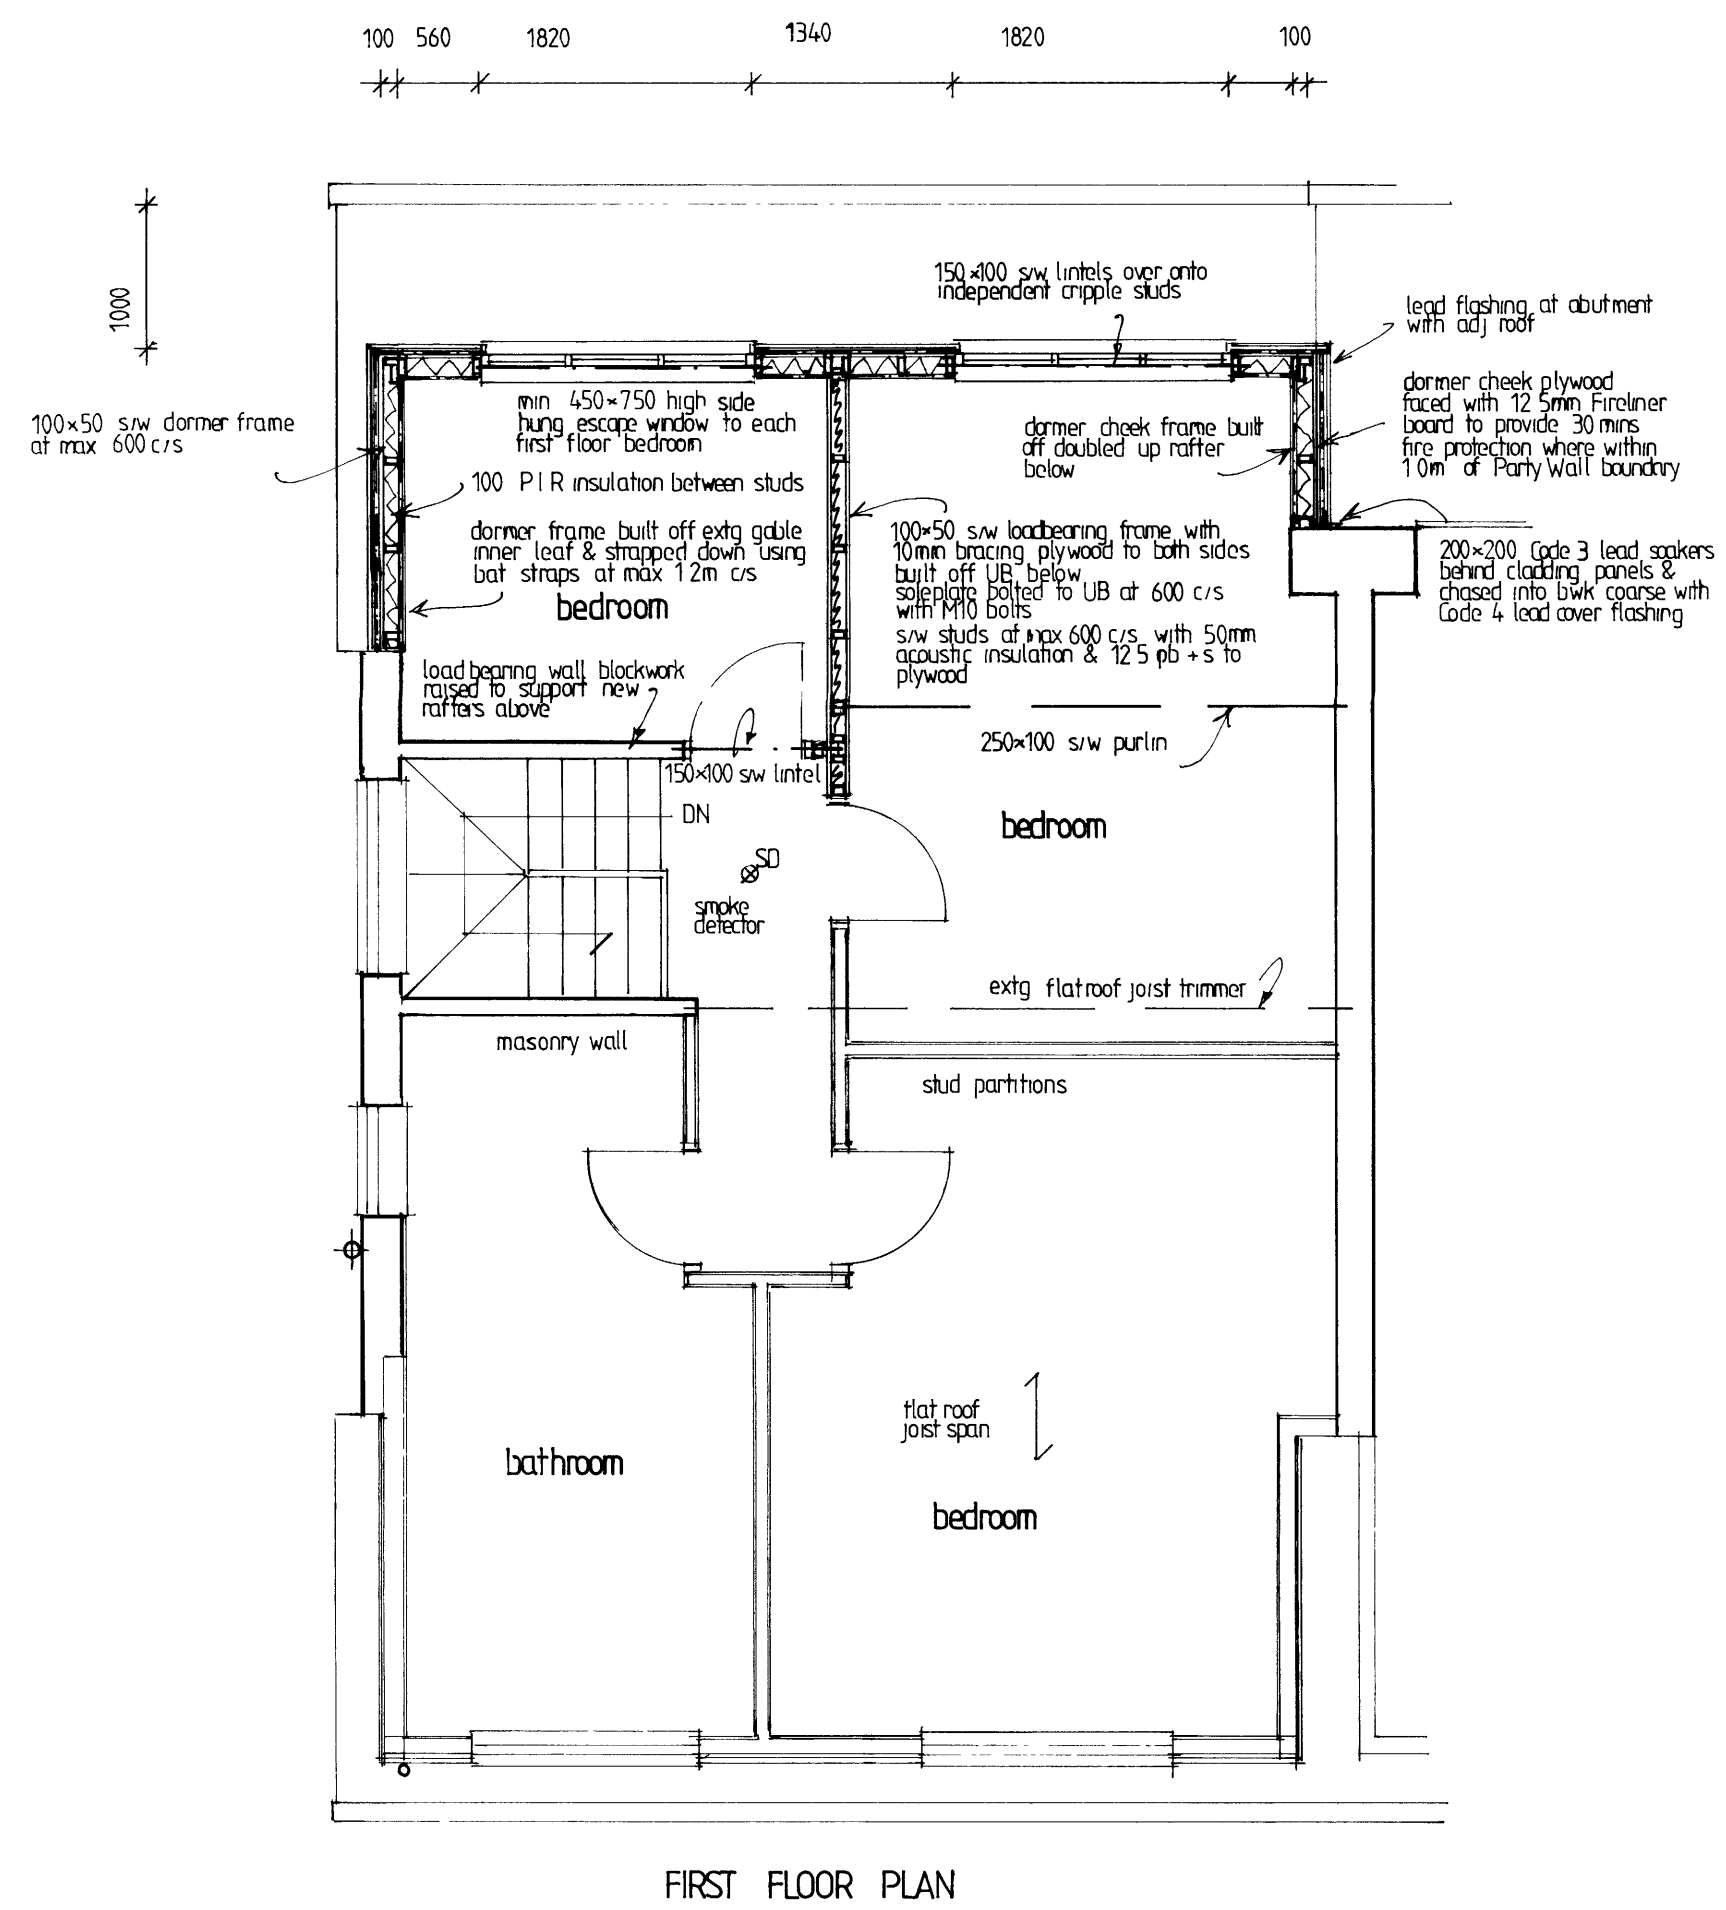 100 560 1820 1340 1820 100
1000
150×100 s/w lintels over onto
independent cripple studs
lead flashing at abutment
with adj roof
100×50 s/w dormer frame
at max 600 c/s
min 450×750 high side
hung escape window to each
first floor bedroom
dormer cheek frame built
off doubled up rafter
below
dormer cheek plywood
faced with 12 5mm Fireliner
board to provide 30 mins
fire protection where within
1 0m of Party Wall boundary
100 P I R insulation between studs
dormer frame built off extg gable
inner leaf & strapped down using
bat straps at max 1 2m c/s
bedroom
100×50 s/w loadbearing frame with
10mm bracing plywood to both sides
built off UB below
soleplate bolted to UB at 600 c/s
with M10 bolts
s/w studs at max 600 c/s with 50mm
acoustic insulation & 12 5 pb + s to
plywood
200×200 Code 3 lead soakers
behind cladding panels &
chased into bwk coarse with
Code 4 lead cover flashing
load bearing wall blockwork
raised to support new
rafters above
150×100 s/w lintel
250×100 s/w purlin
DN
bedroom
SD
smoke
detector
extg flat roof joist trimmer
masonry wall
stud partitions
flat roof
joist span
bathroom
bedroom
FIRST FLOOR PLAN